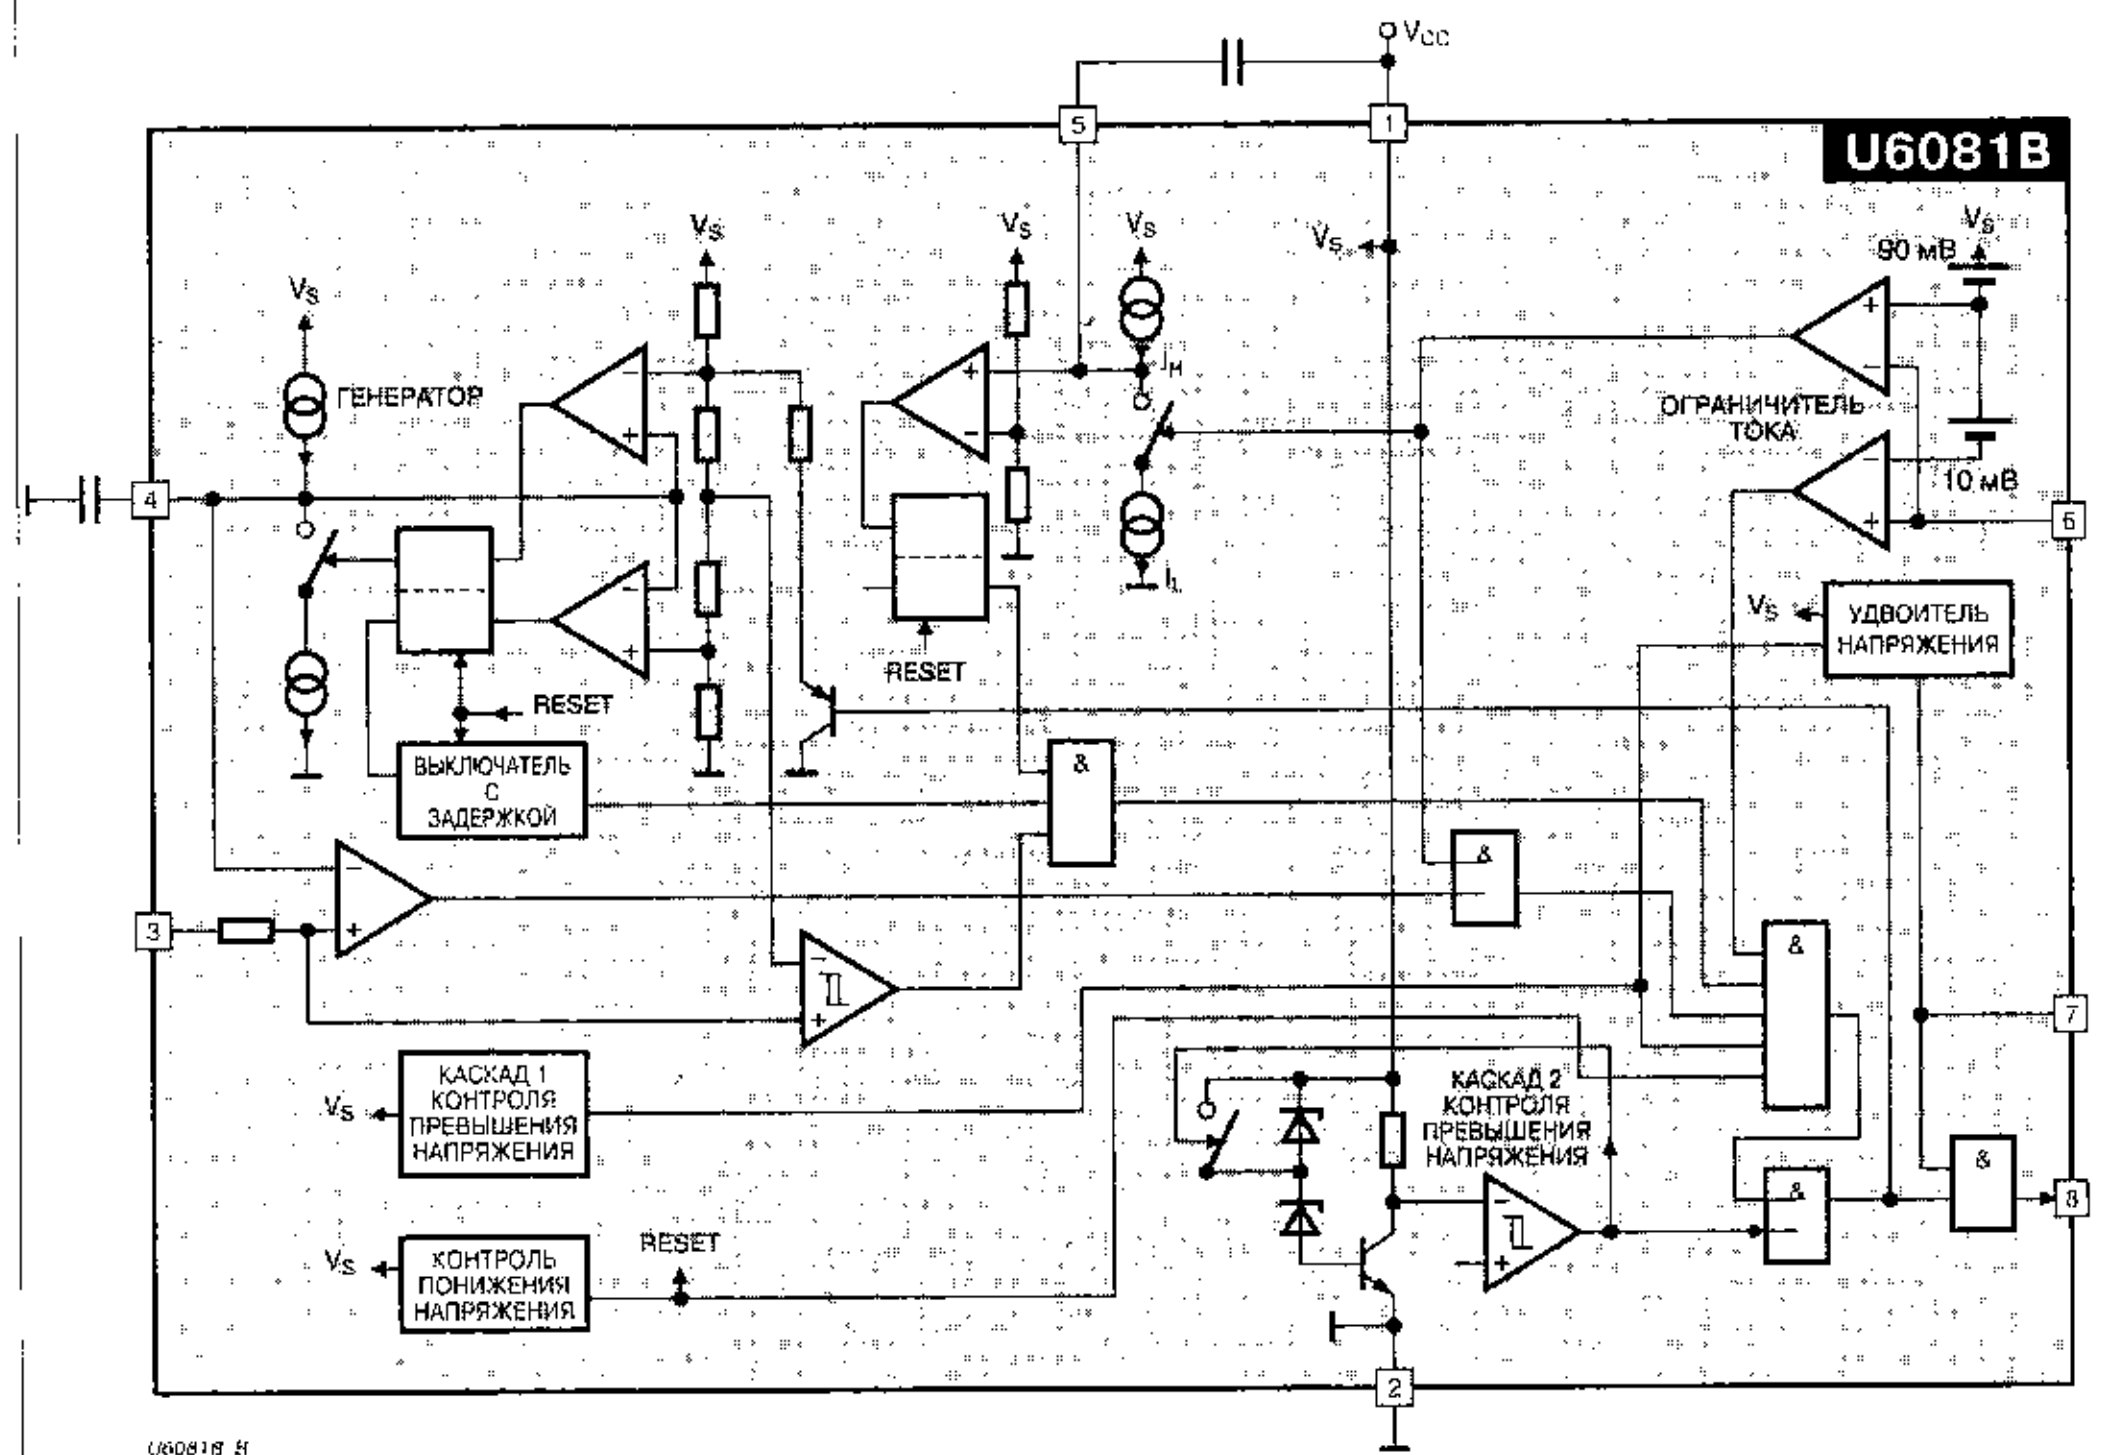 V_CC
5
1
U6081B
V_S
V_S
V_S
V_S
V_S
V_S
90 мВ
+
-
I_H
ГЕНЕРАТОР
-
+
+
-
ОГРАНИЧИТЕЛЬ
ТОКА
-
10 мВ
+
4
6
I_L
-
+
V_S
УДВОИТЕЛЬ
НАПРЯЖЕНИЯ
RESET
RESET
ВЫКЛЮЧАТЕЛЬ
С
ЗАДЕРЖКОЙ
&
&
-
+
3
&
-
+
7
КАСКАД 1
КОНТРОЛЯ
ПРЕВЫШЕНИЯ
НАПРЯЖЕНИЯ
V_S
КАСКАД 2
КОНТРОЛЯ
ПРЕВЫШЕНИЯ
НАПРЯЖЕНИЯ
&
&
8
-
+
RESET
V_S
КОНТРОЛЬ
ПОНИЖЕНИЯ
НАПРЯЖЕНИЯ
2